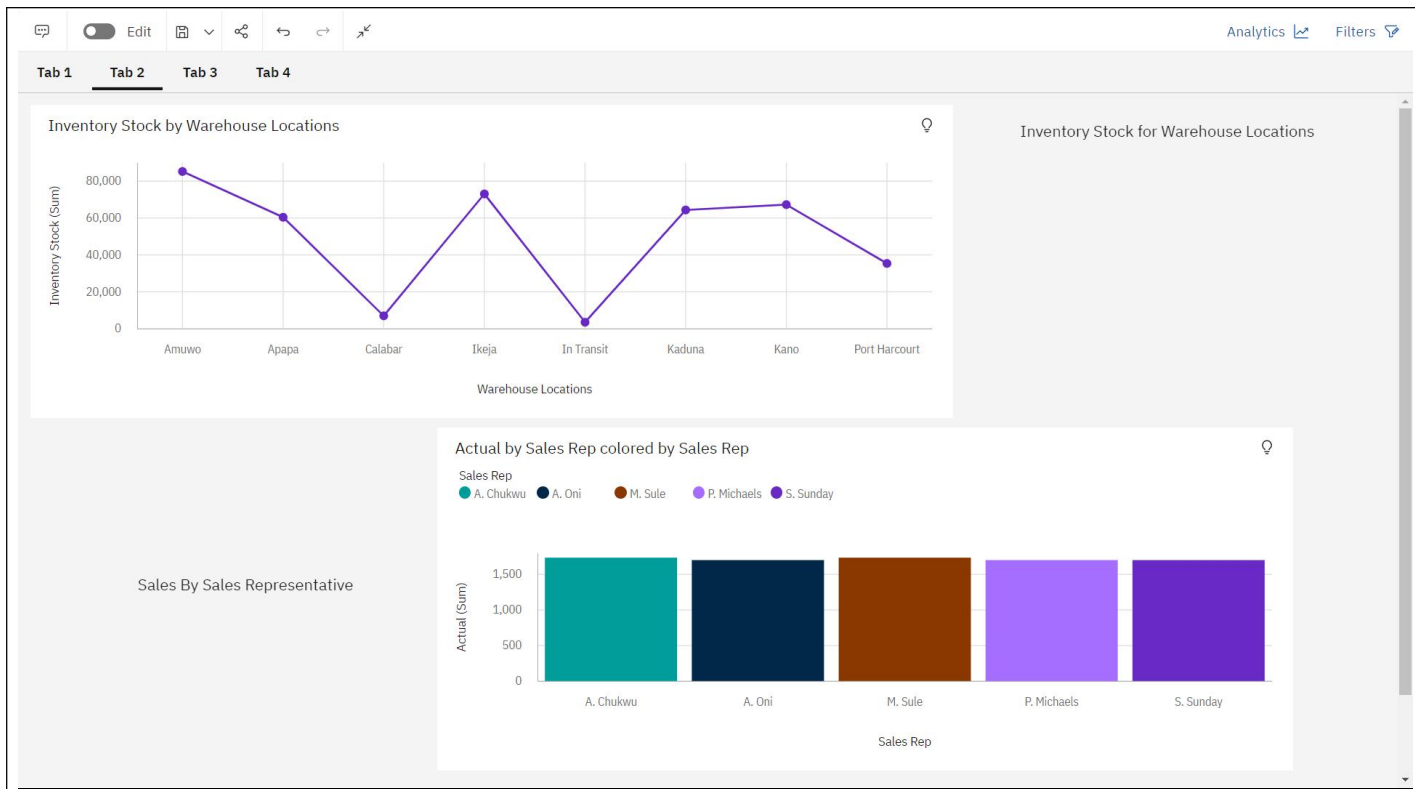 Edit
Analytics
Filters
Tab 1 Tab 2 Tab 3 Tab 4
Inventory Stock by Warehouse Locations
Inventory Stock for Warehouse Locations
Inventory Stock (Sum)
80,000
60,000
40,000
20,000
0
Amuwo Apapa Calabar Ikeja In Transit Kaduna Kano Port Harcourt
Warehouse Locations
Sales By Sales Representative
Actual by Sales Rep colored by Sales Rep
Sales Rep
A. Chukwu A. Oni M. Sule P. Michaels S. Sunday
Actual (Sum)
1,500
1,000
500
0
A. Chukwu A. Oni M. Sule P. Michaels S. Sunday
Sales Rep